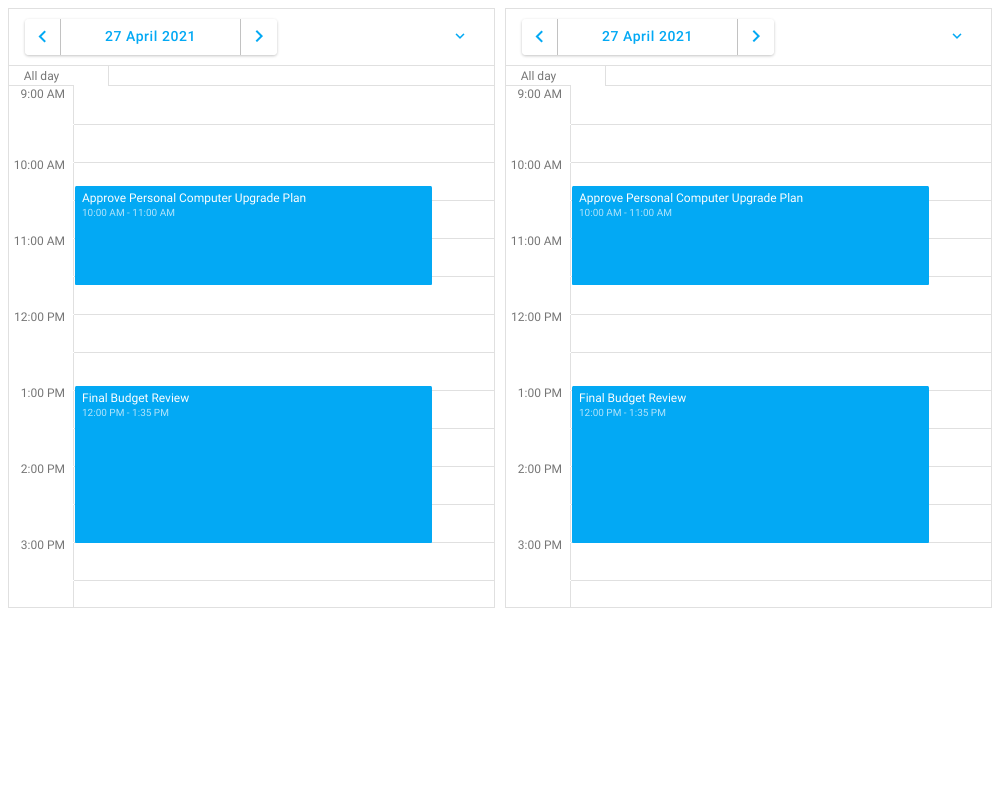 27 April 2021
All day
9:00 AM
10:00 AM
Approve Personal Computer Upgrade Plan
10:00 AM - 11:00 AM
11:00 AM
12:00 PM
1:00 PM
Final Budget Review
12:00 PM - 1:35 PM
2:00 PM
3:00 PM
27 April 2021
All day
9:00 AM
10:00 AM
Approve Personal Computer Upgrade Plan
10:00 AM - 11:00 AM
11:00 AM
12:00 PM
1:00 PM
Final Budget Review
12:00 PM - 1:35 PM
2:00 PM
3:00 PM